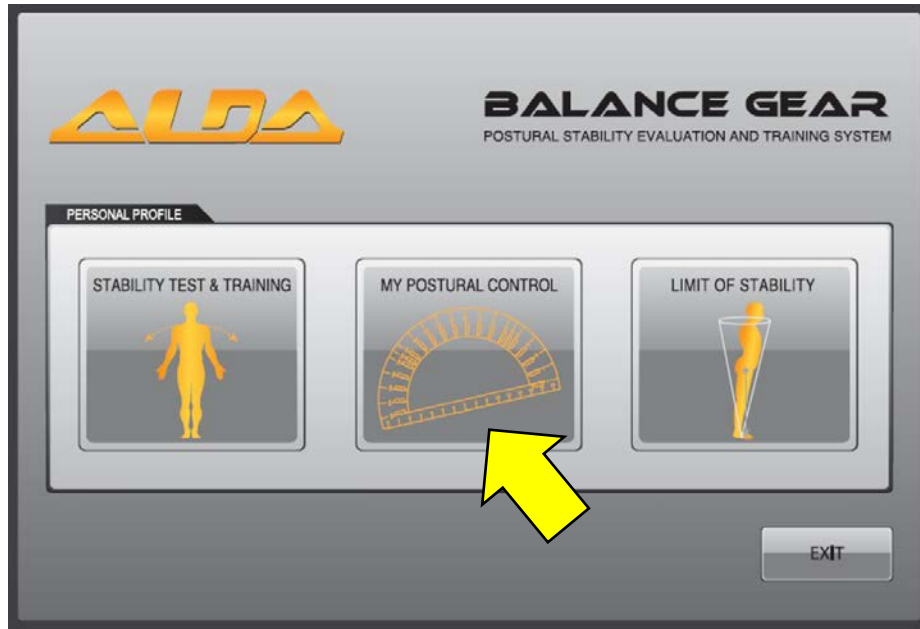 ALDA
BALANCE GEAR
POSTURAL STABILITY EVALUATION AND TRAINING SYSTEM
PERSONAL PROFILE
STABILITY TEST & TRAINING
MY POSTURAL CONTROL
LIMIT OF STABILITY
EXIT